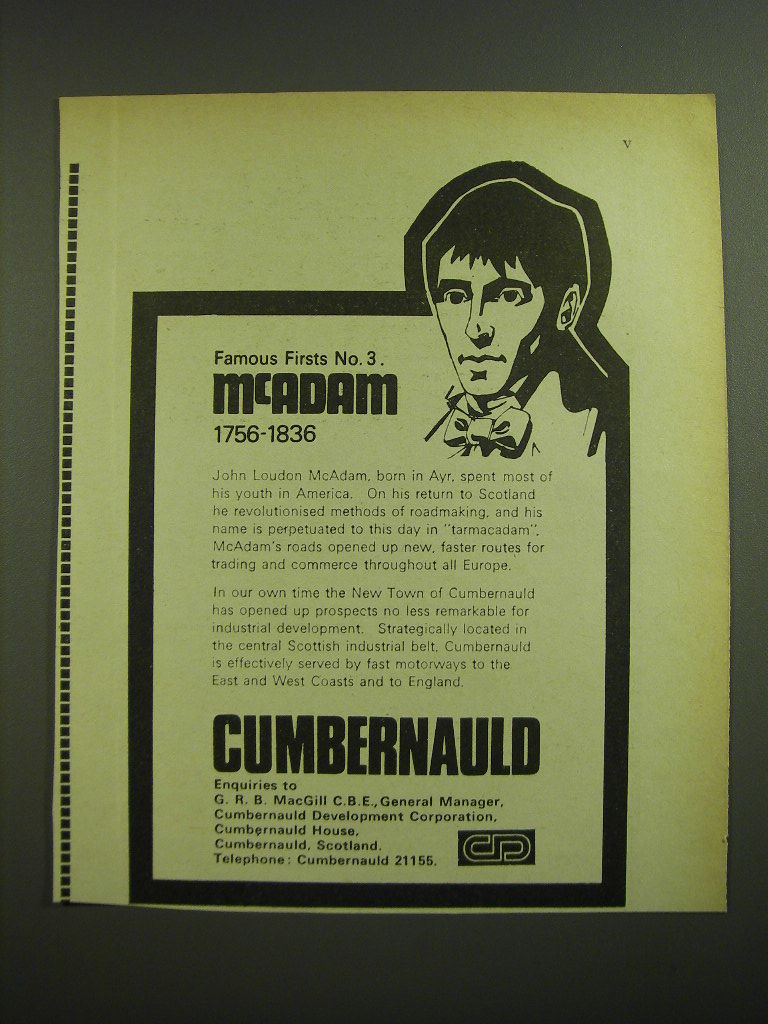 V
Famous Firsts No. 3.
McADAM
1756-1836
John Loudon McAdam, born in Ayr, spent most of
his youth in America. On his return to Scotland
he revolutionised methods of roadmaking, and his
name is perpetuated to this day in "tarmacadam".
McAdam's roads opened up new, faster routes for
trading and commerce throughout all Europe.
In our own time the New Town of Cumbernauld
has opened up prospects no less remarkable for
industrial development. Strategically located in
the central Scottish industrial belt, Cumbernauld
is effectively served by fast motorways to the
East and West Coasts and to England.
CUMBERNAULD
Enquiries to
G. R. B. MacGill C.B.E., General Manager,
Cumbernauld Development Corporation,
Cumbernauld House,
Cumbernauld, Scotland.
Telephone: Cumbernauld 21155.